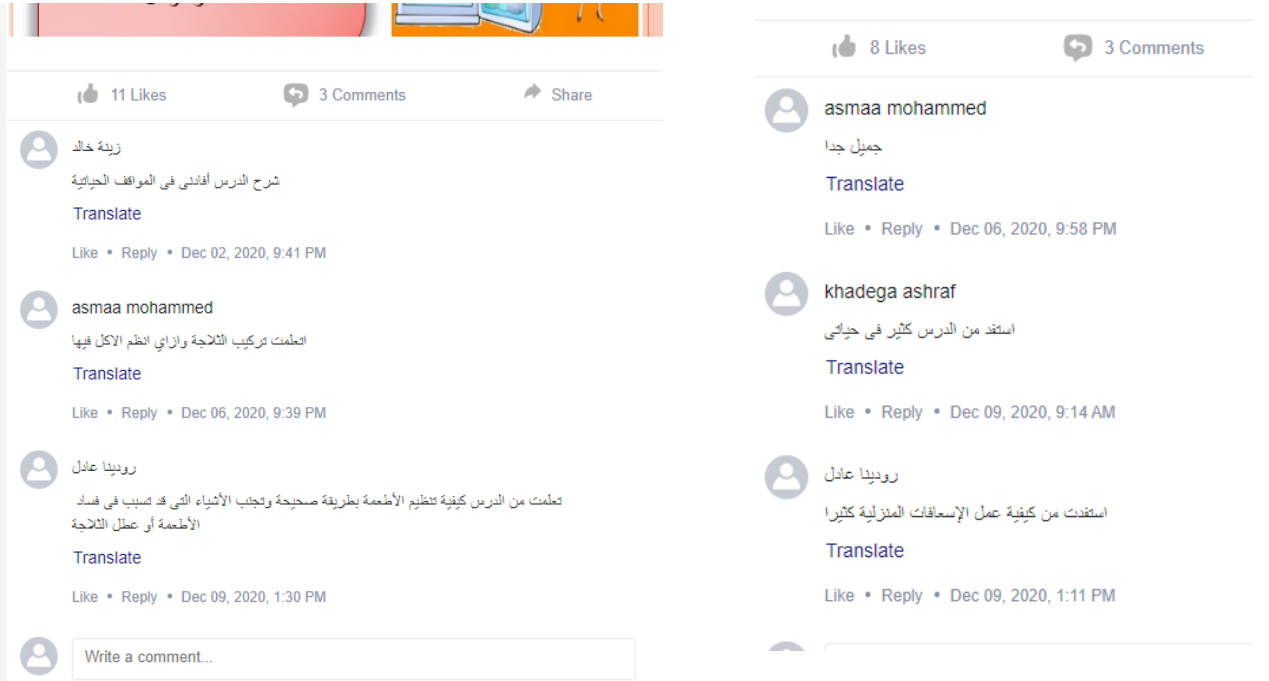 11 Likes
3 Comments
Share
زينة خالد
شرح الدرس أفادنى فى المواقف الحياتية
Translate
Like • Reply • Dec 02, 2020, 9:41 PM
asmaa mohammed
اتعلمت تركيب الثلاجة وازاي انظم الاكل فيها
Translate
Like • Reply • Dec 06, 2020, 9:39 PM
رودينا عادل
تعلمت من الدرس كيفية تنظيم الأطعمة بطريقة صحيحة وتجنب الأشياء التى قد تسبب فى فساد
الأطعمة أو عطل الثلاجة
Translate
Like • Reply • Dec 09, 2020, 1:30 PM
Write a comment...
8 Likes
3 Comments
asmaa mohammed
جميل جدا
Translate
Like • Reply • Dec 06, 2020, 9:58 PM
khadega ashraf
استفد من الدرس كثير فى حياتى
Translate
Like • Reply • Dec 09, 2020, 9:14 AM
رودينا عادل
استفدت من كيفية عمل الإسعافات المنزلية كثيرا
Translate
Like • Reply • Dec 09, 2020, 1:11 PM